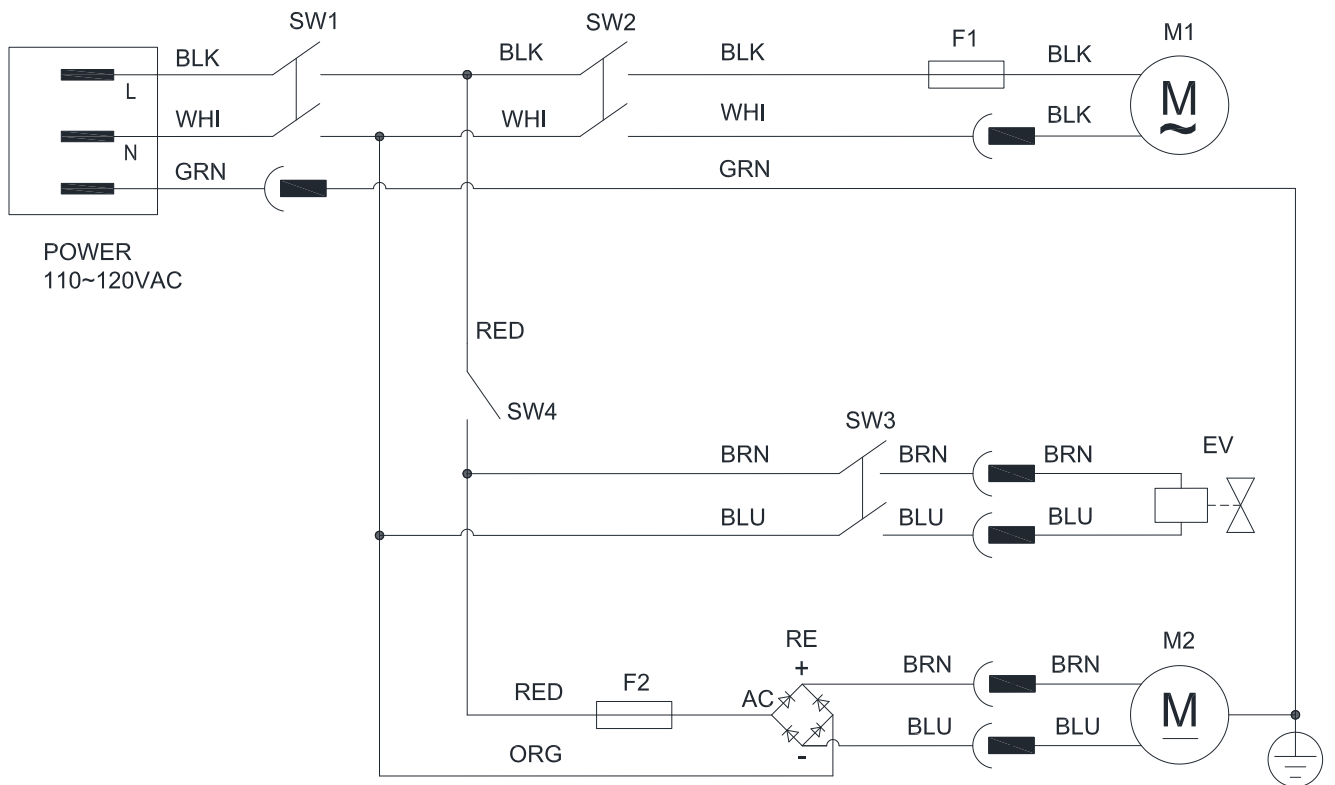 SW1
SW2
F1
M1
BLK
BLK
BLK
BLK
L
M
~
WHI
WHI
WHI
BLK
N
GRN
GRN
POWER
110~120VAC
RED
SW4
SW3
EV
BRN
BRN
BRN
BLU
BLU
BLU
RE
M2
+
BRN
BRN
RED
F2
AC
M
BLU
BLU
-
ORG